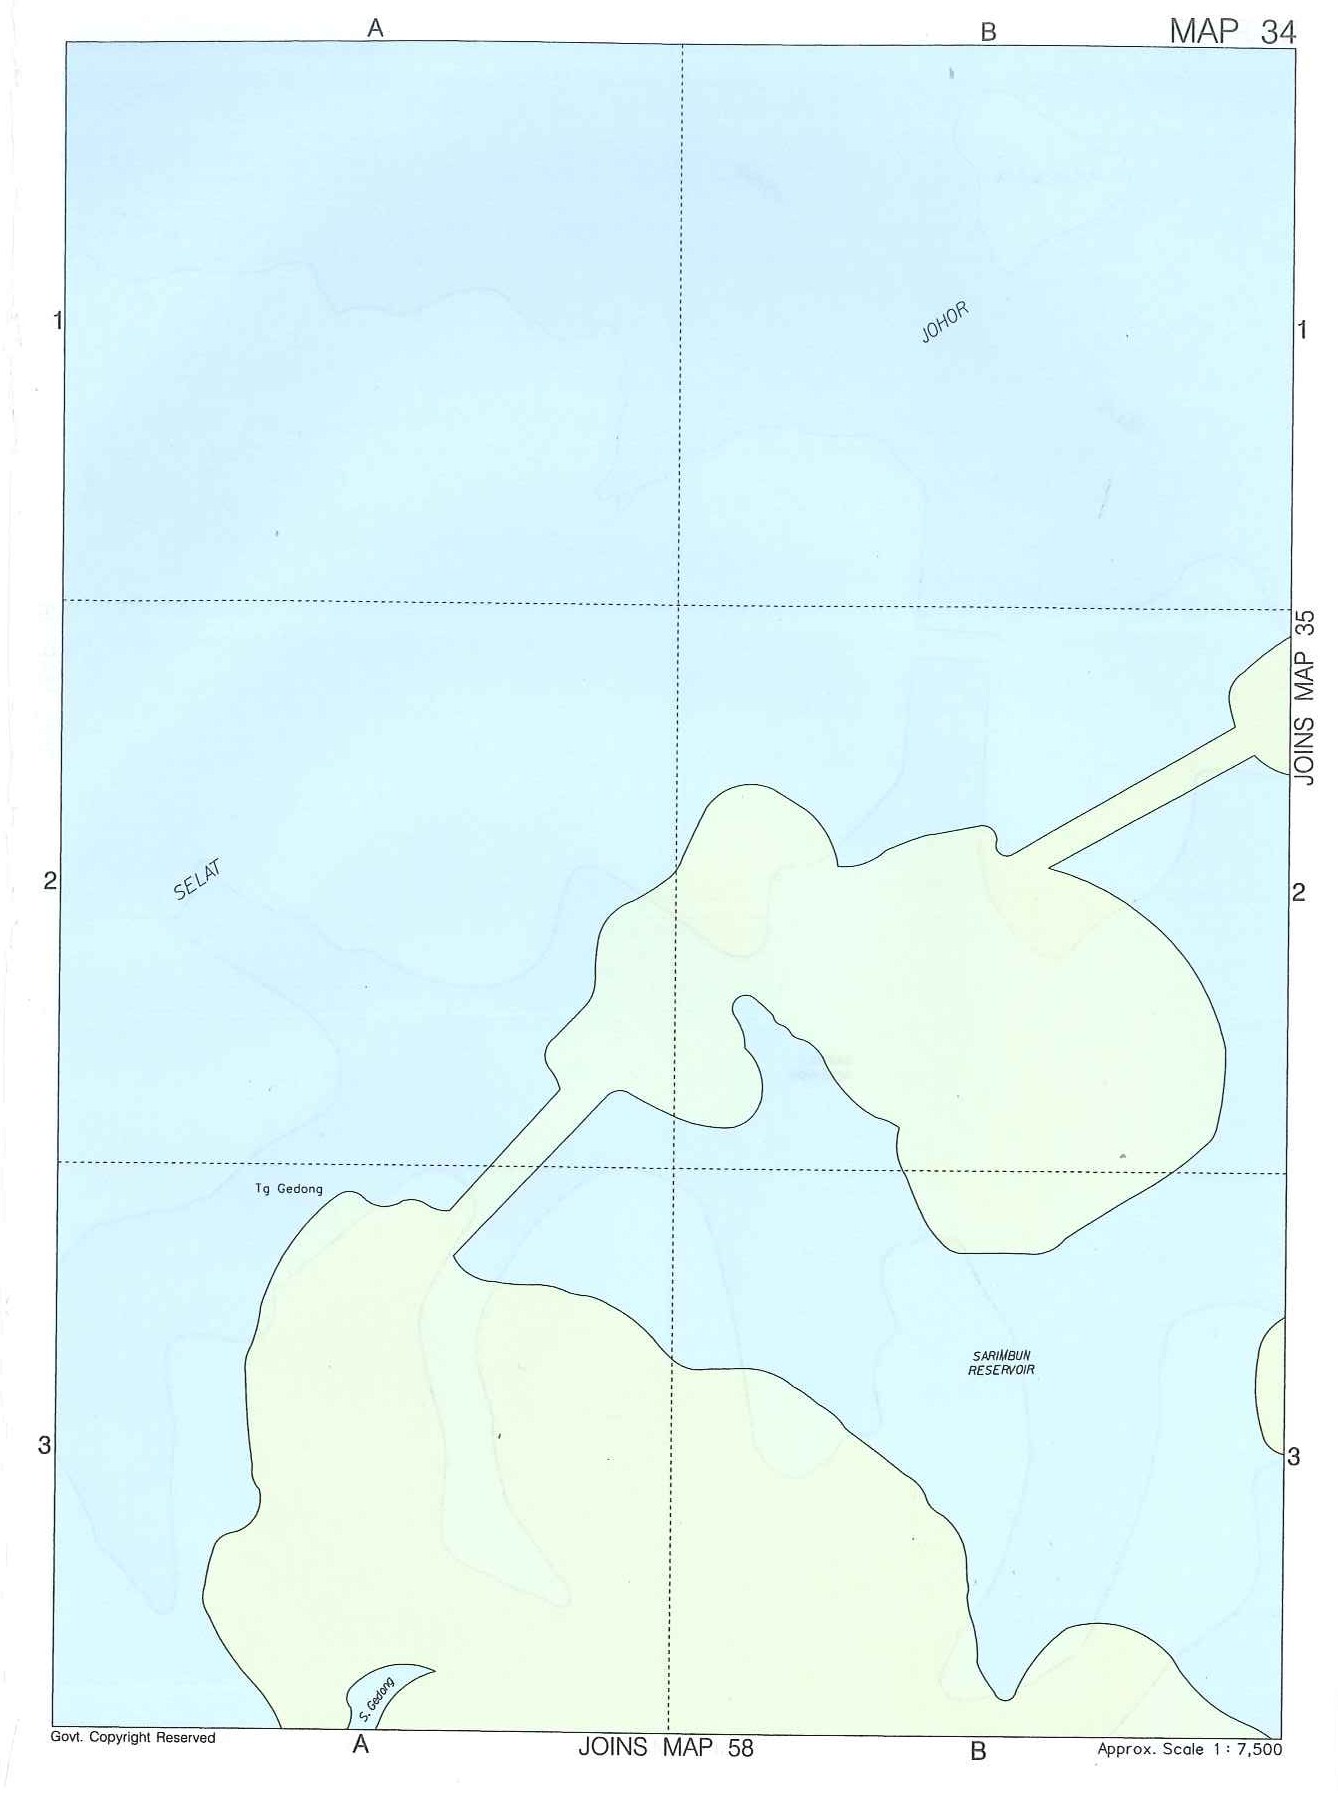 A
B
MAP 34
1
JOHOR
1
JOINS MAP 35
2
SELAT
2
Tg Gedong
SARIMBUN
RESERVOIR
3
3
S. Gedong
Govt. Copyright Reserved
A
JOINS MAP 58
B
Approx. Scale 1 : 7,500